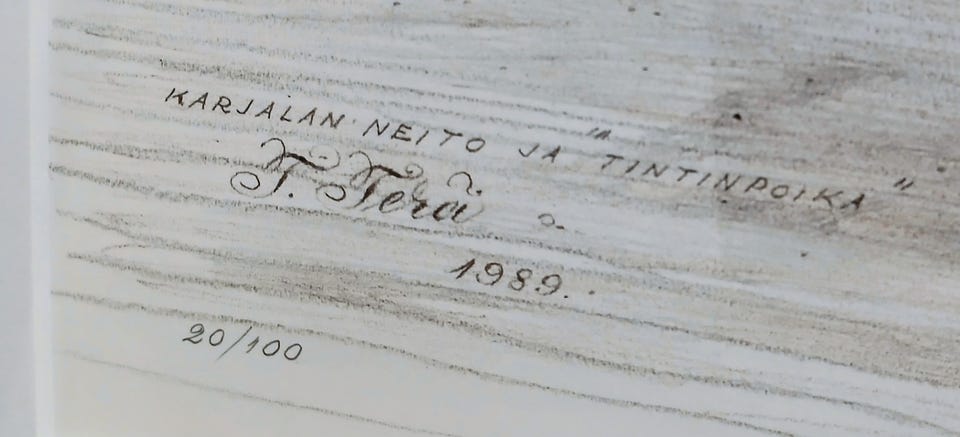 KARJALAN NEITO JA "TINTINPOIKA"
T. Terä
1989.
20/100